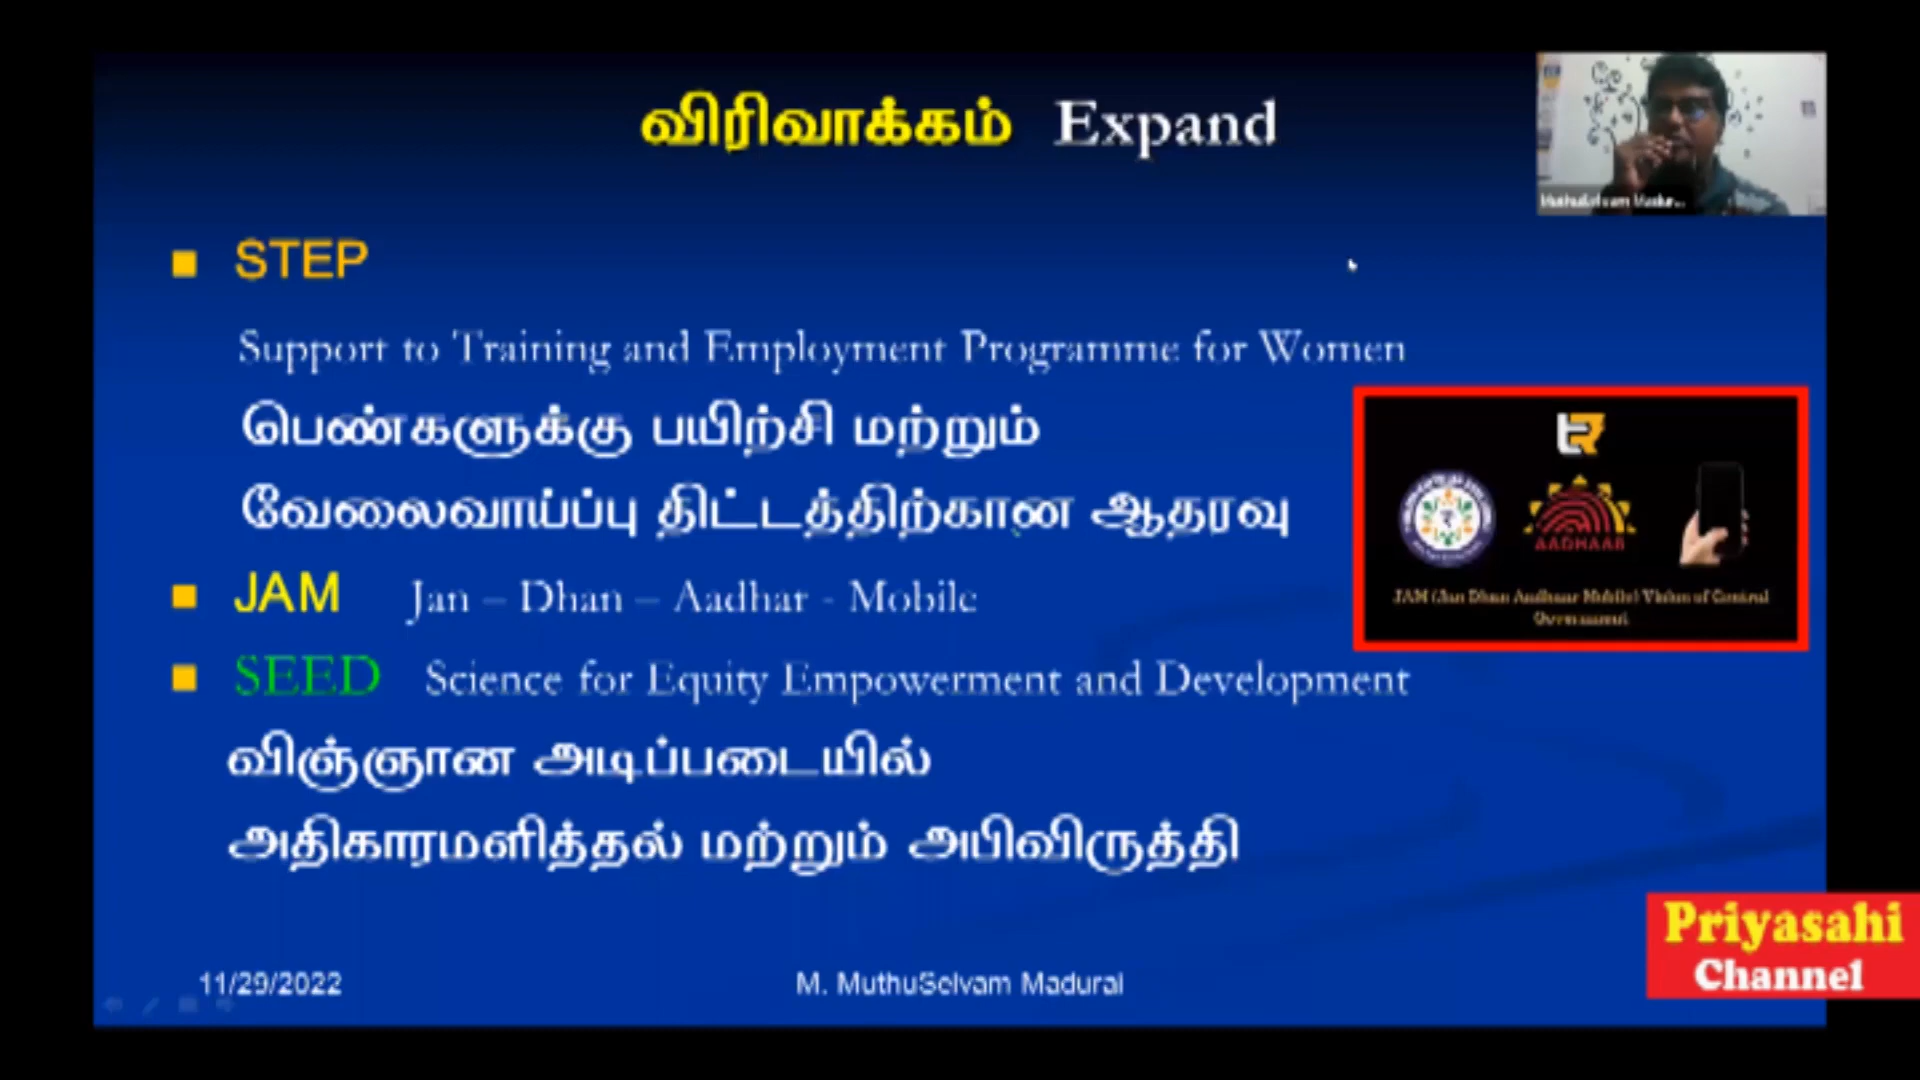 விரிவாக்கம் Expand
STEP
Support to Training and Employment Programme for Women
பெண்களுக்கு பயிற்சி மற்றும்
வேலைவாய்ப்பு திட்டத்திற்கான ஆதரவு
AADHAAR
JAM (Jan Dhan Aadhaar Mobile) Vision of Central
Government
JAM Jan – Dhan – Aadhar - Mobile
SEED Science for Equity Empowerment and Development
விஞ்ஞான அடிப்படையில்
அதிகாரமளித்தல் மற்றும் அபிவிருத்தி
Priyasahi
Channel
11/29/2022
M. MuthuSelvam Madurai